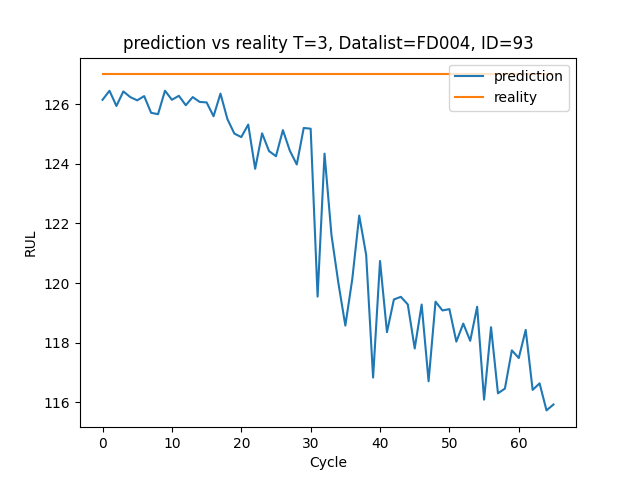 prediction vs reality T=3, Datalist=FD004, ID=93
prediction
reality
126
124
122
120
118
116
RUL
0 10 20 30 40 50 60
Cycle